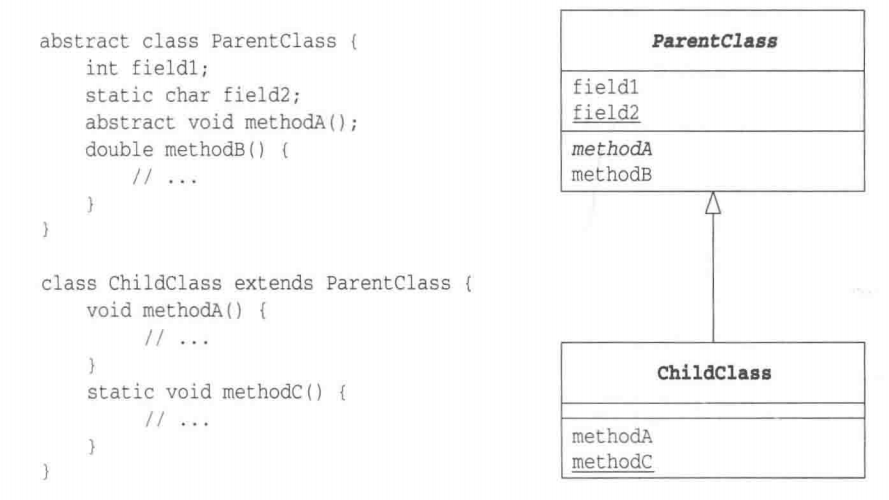 abstract class ParentClass {
    int field1;
    static char field2;
    abstract void methodA();
    double methodB() {
        // ...
    }
}
class ChildClass extends ParentClass {
    void methodA() {
        // ...
    }
    static void methodC() {
        // ...
    }
}
ParentClass
field1
field2
methodA
methodB
ChildClass
methodA
methodC